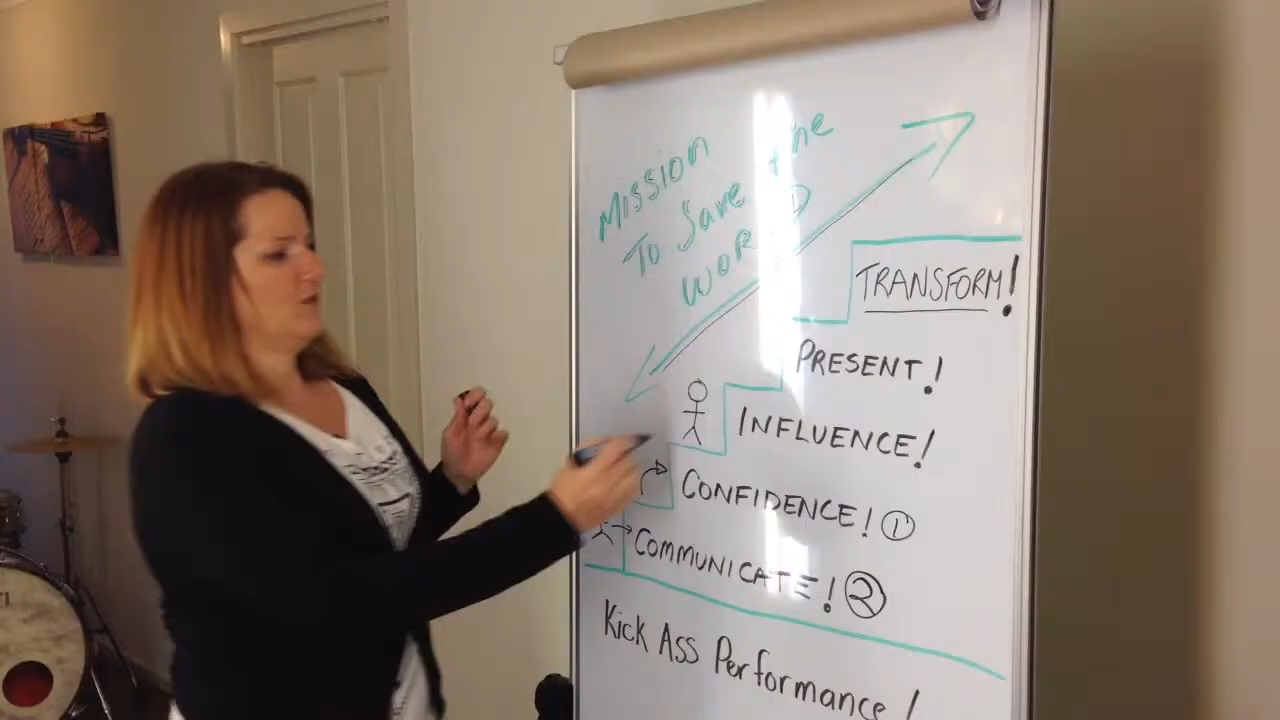 Mission
To Save the
WORLD
TRANSFORM!
PRESENT!
INFLUENCE!
CONFIDENCE! 1
COMMUNICATE! 2
Kick Ass Performance!